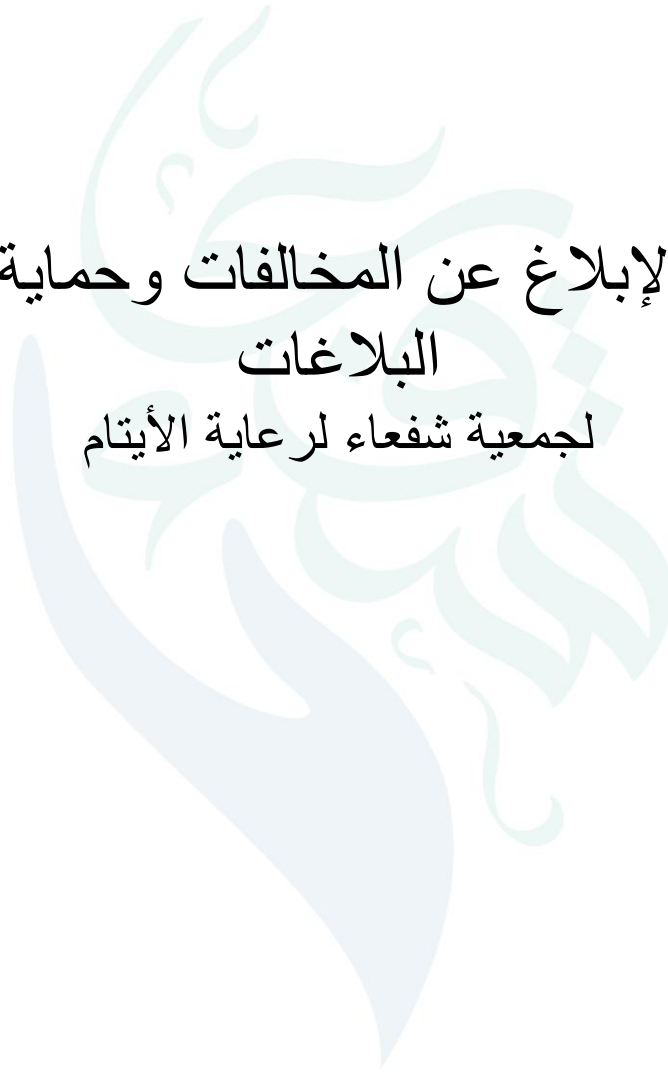 لإبلاغ عن المخالفات وحماية
البلاغات
لجمعية شفعاء لرعاية الأيتام